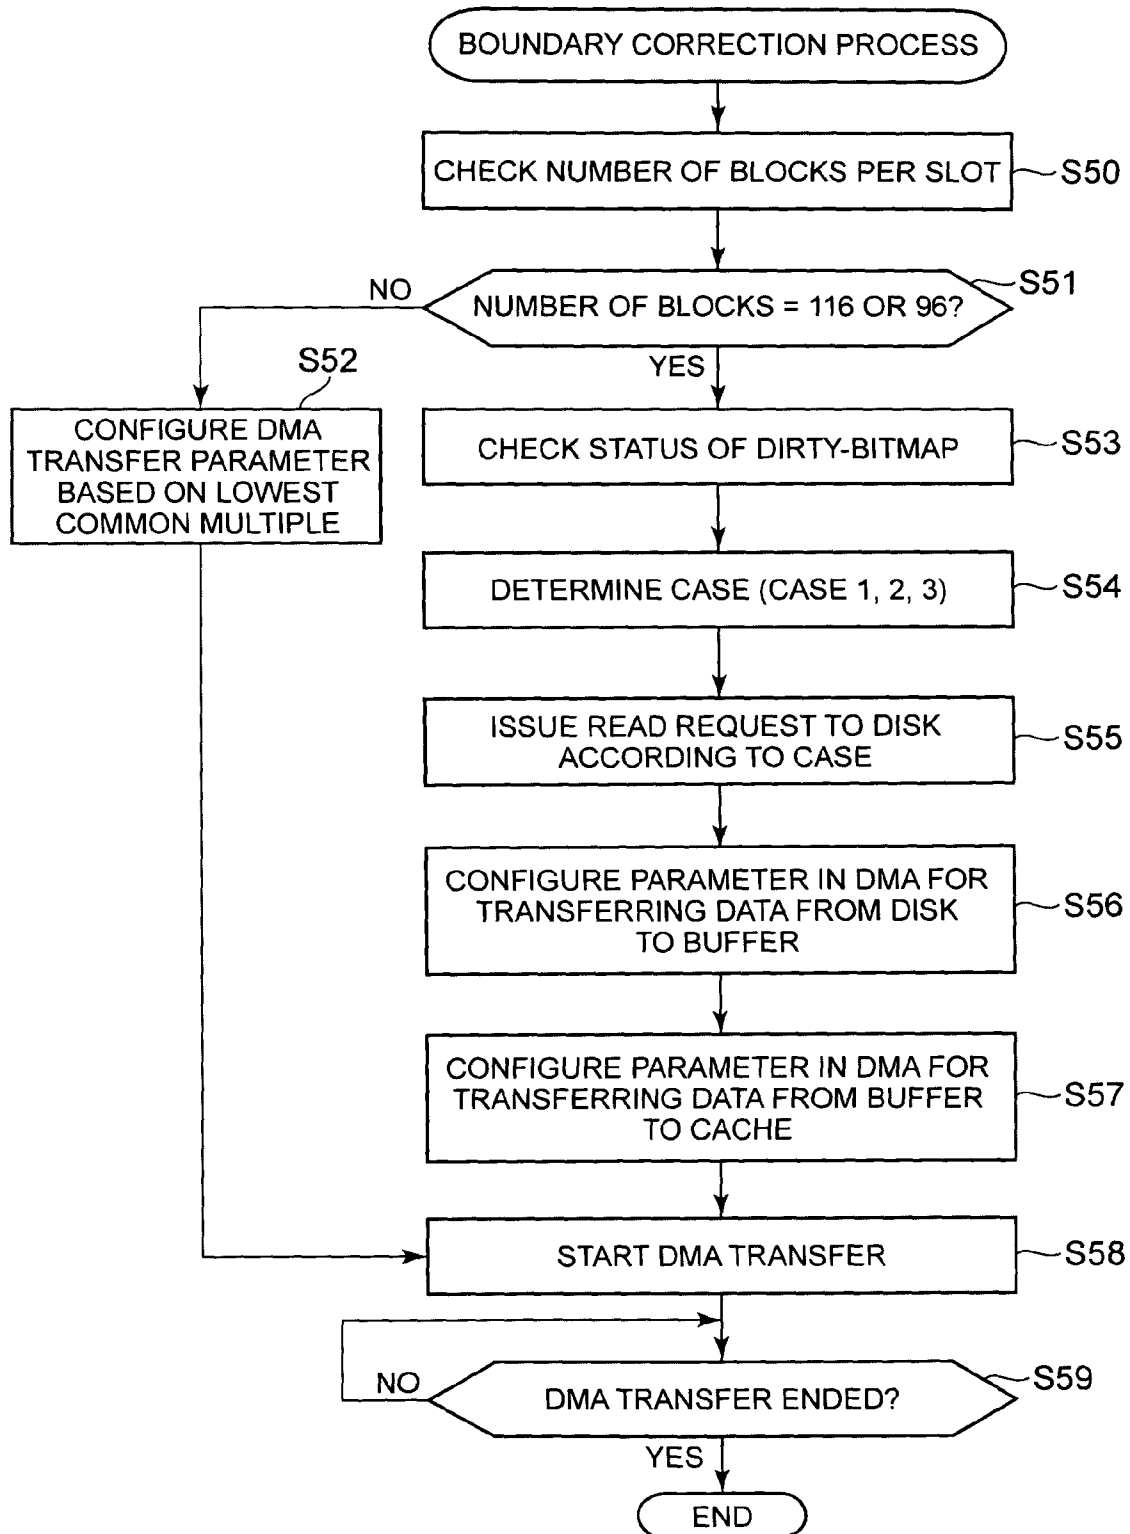 BOUNDARY CORRECTION PROCESS
CHECK NUMBER OF BLOCKS PER SLOT
S50
NUMBER OF BLOCKS = 116 OR 96?
S51
NO
YES
S52
CONFIGURE DMA
TRANSFER PARAMETER
BASED ON LOWEST
COMMON MULTIPLE
CHECK STATUS OF DIRTY-BITMAP
S53
DETERMINE CASE (CASE 1, 2, 3)
S54
ISSUE READ REQUEST TO DISK
ACCORDING TO CASE
S55
CONFIGURE PARAMETER IN DMA FOR
TRANSFERRING DATA FROM DISK
TO BUFFER
S56
CONFIGURE PARAMETER IN DMA FOR
TRANSFERRING DATA FROM BUFFER
TO CACHE
S57
START DMA TRANSFER
S58
DMA TRANSFER ENDED?
S59
NO
YES
END